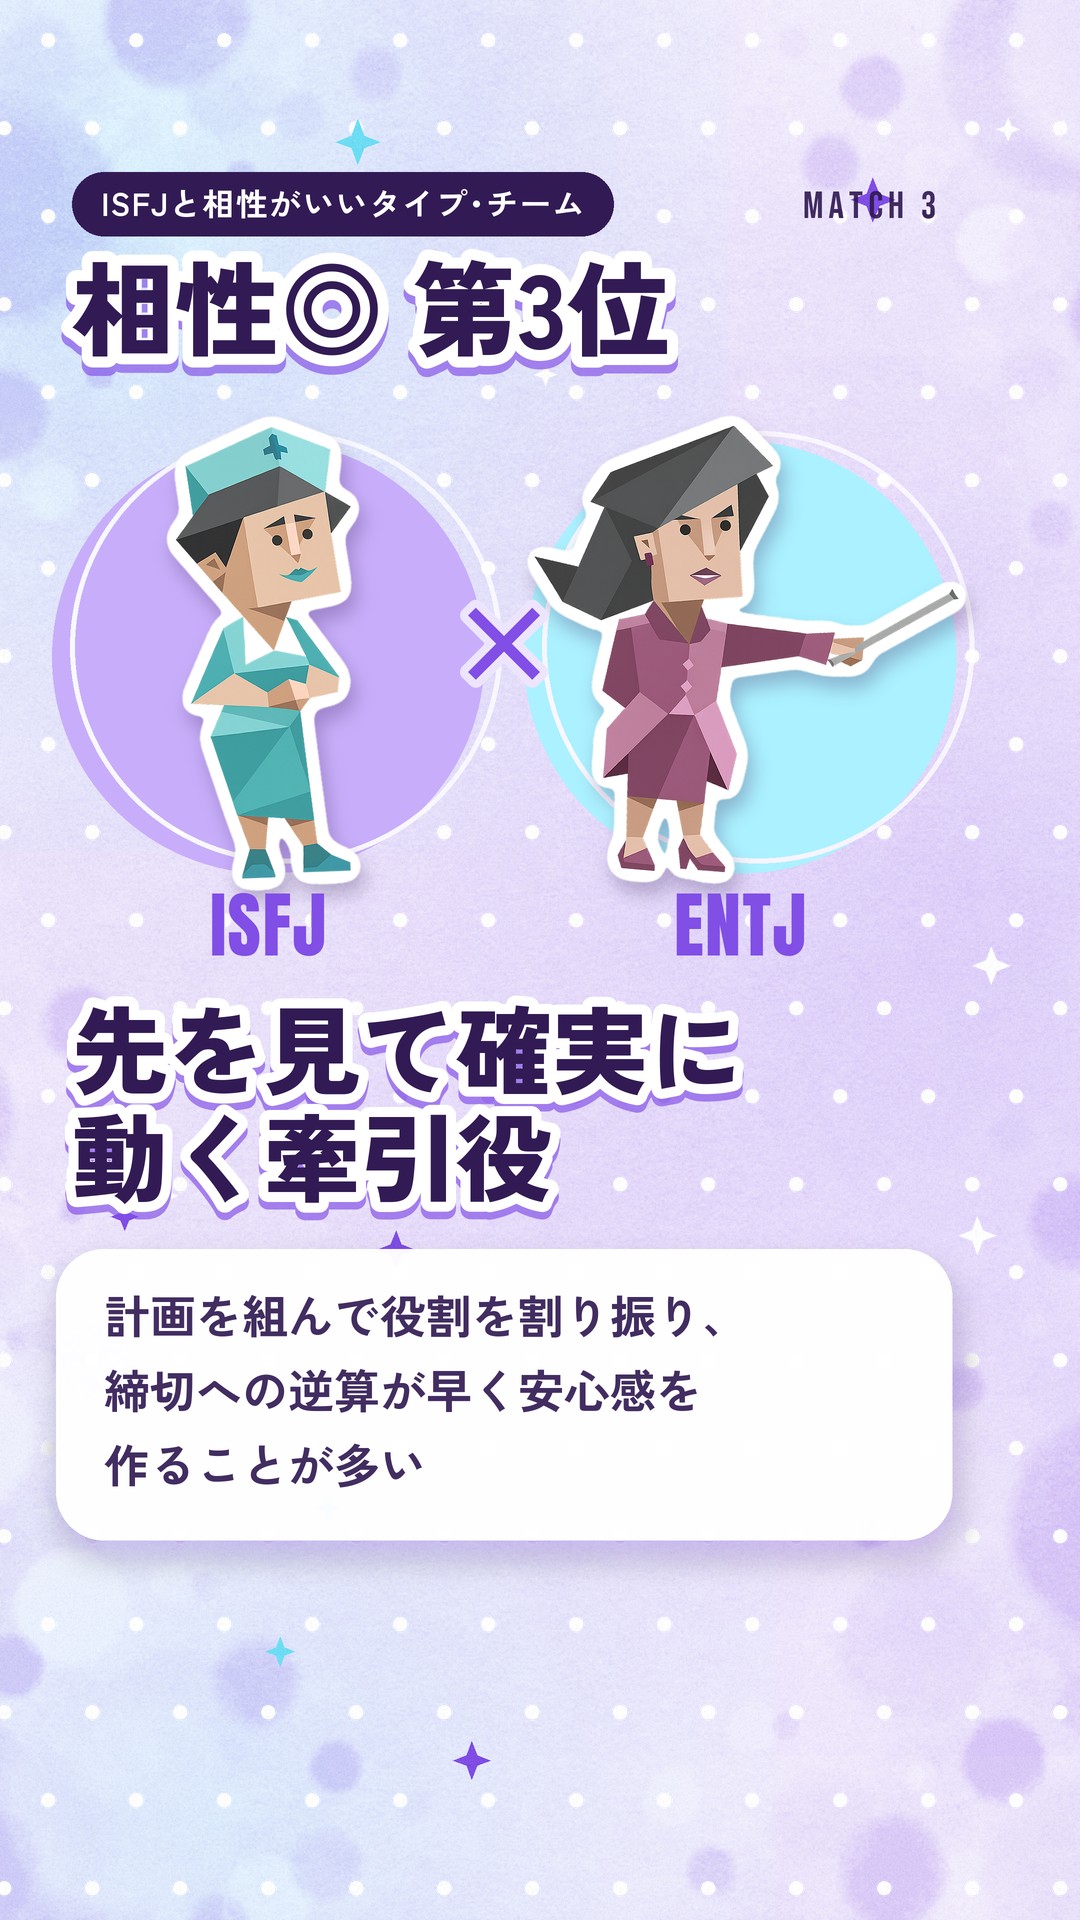 ISFJと相性がいいタイプ・チーム
MATCH 3
相性◎ 第3位
ISFJ
ENTJ
先を見て確実に
動く牽引役
計画を組んで役割を割り振り、
締切への逆算が早く安心感を
作ることが多い